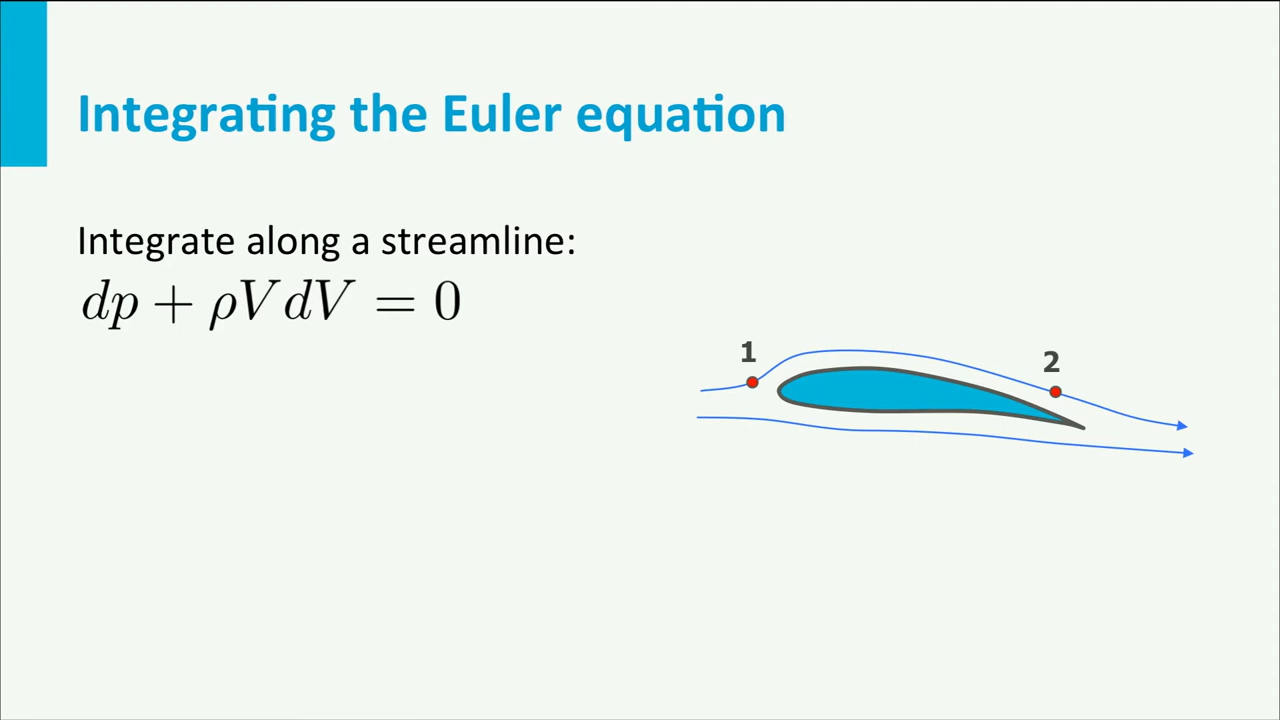 Integrating the Euler equation
Integrate along a streamline:
dp + ρV dV = 0
1
2